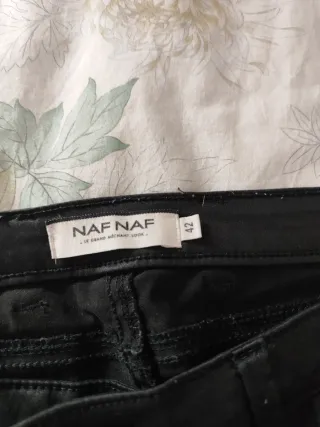 NAF NAF
- LE GRAND MÉCHANT LOOK -
42